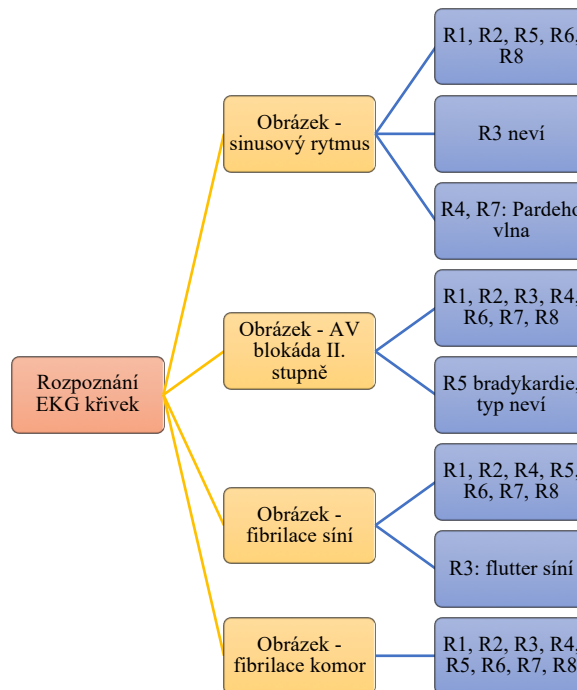 Rozpoznání
EKG křivek
Obrázek -
sinusový rytmus
R1, R2, R5, R6,
R8
R3 neví
R4, R7: Pardeho
vlna
Obrázek - AV
blokáda II.
stupně
R1, R2, R3, R4,
R6, R7, R8
R5 bradykardie,
typ neví
Obrázek -
fibrilace síní
R1, R2, R4, R5,
R6, R7, R8
R3: flutter síní
Obrázek -
fibrilace komor
R1, R2, R3, R4,
R5, R6, R7, R8